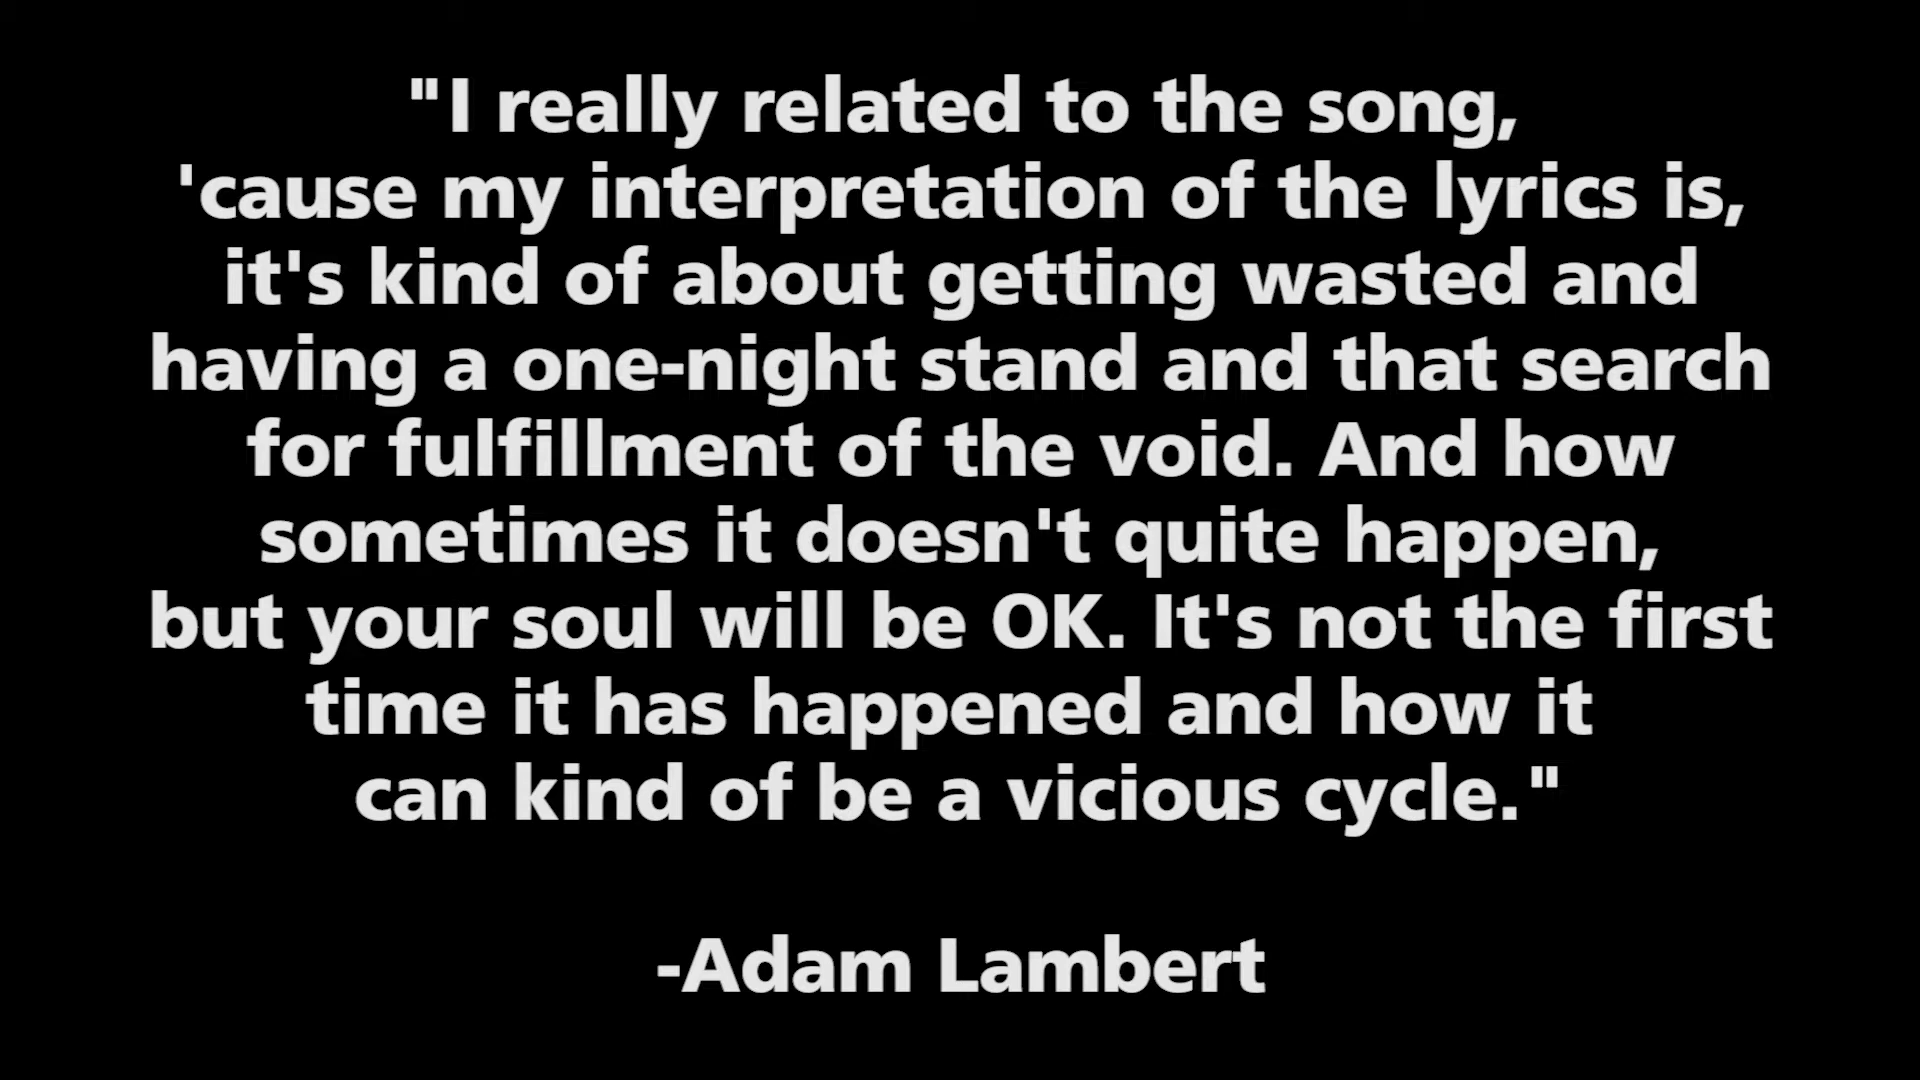 "I really related to the song,
'cause my interpretation of the lyrics is,
it's kind of about getting wasted and
having a one-night stand and that search
for fulfillment of the void. And how
sometimes it doesn't quite happen,
but your soul will be OK. It's not the first
time it has happened and how it
can kind of be a vicious cycle."
-Adam Lambert